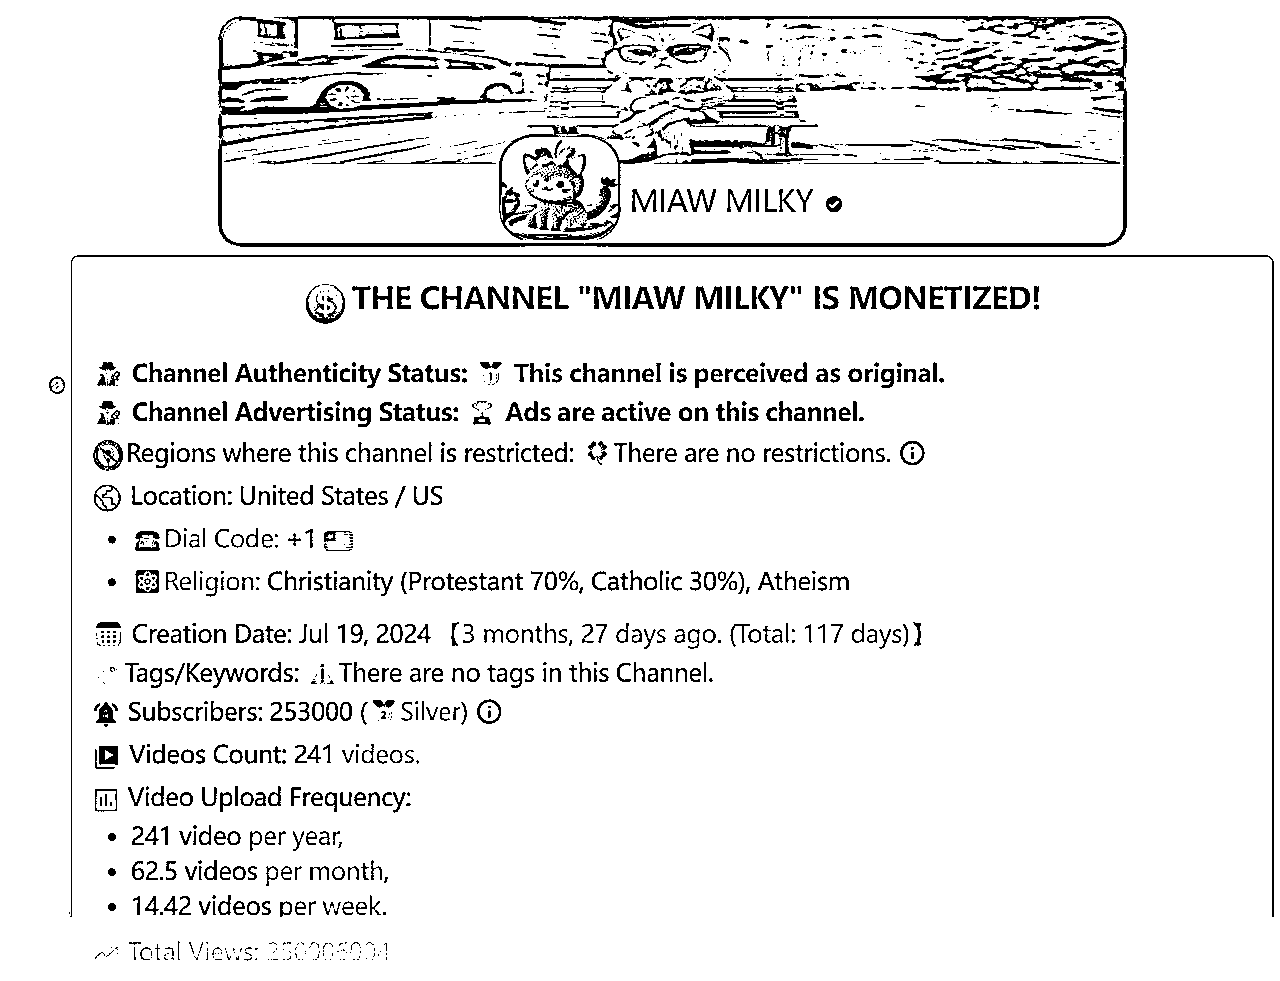 MIAW MILKY
THE CHANNEL "MIAW MILKY" IS MONETIZED!
Channel Authenticity Status: This channel is perceived as original.
Channel Advertising Status: Ads are active on this channel.
Regions where this channel is restricted: There are no restrictions.
Location: United States / US
• Dial Code: +1
• Religion: Christianity (Protestant 70%, Catholic 30%), Atheism
Creation Date: Jul 19, 2024 【3 months, 27 days ago. (Total: 117 days)】
Tags/Keywords: There are no tags in this Channel.
Subscribers: 253000 (Silver)
Videos Count: 241 videos.
Video Upload Frequency:
• 241 video per year,
• 62.5 videos per month,
• 14.42 videos per week.
Total Views: